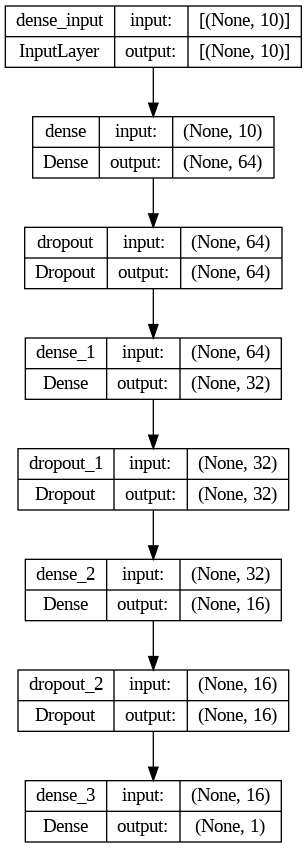 dense_input input: [(None, 10)]
InputLayer output: [(None, 10)]
dense input: (None, 10)
Dense output: (None, 64)
dropout input: (None, 64)
Dropout output: (None, 64)
dense_1 input: (None, 64)
Dense output: (None, 32)
dropout_1 input: (None, 32)
Dropout output: (None, 32)
dense_2 input: (None, 32)
Dense output: (None, 16)
dropout_2 input: (None, 16)
Dropout output: (None, 16)
dense_3 input: (None, 16)
Dense output: (None, 1)